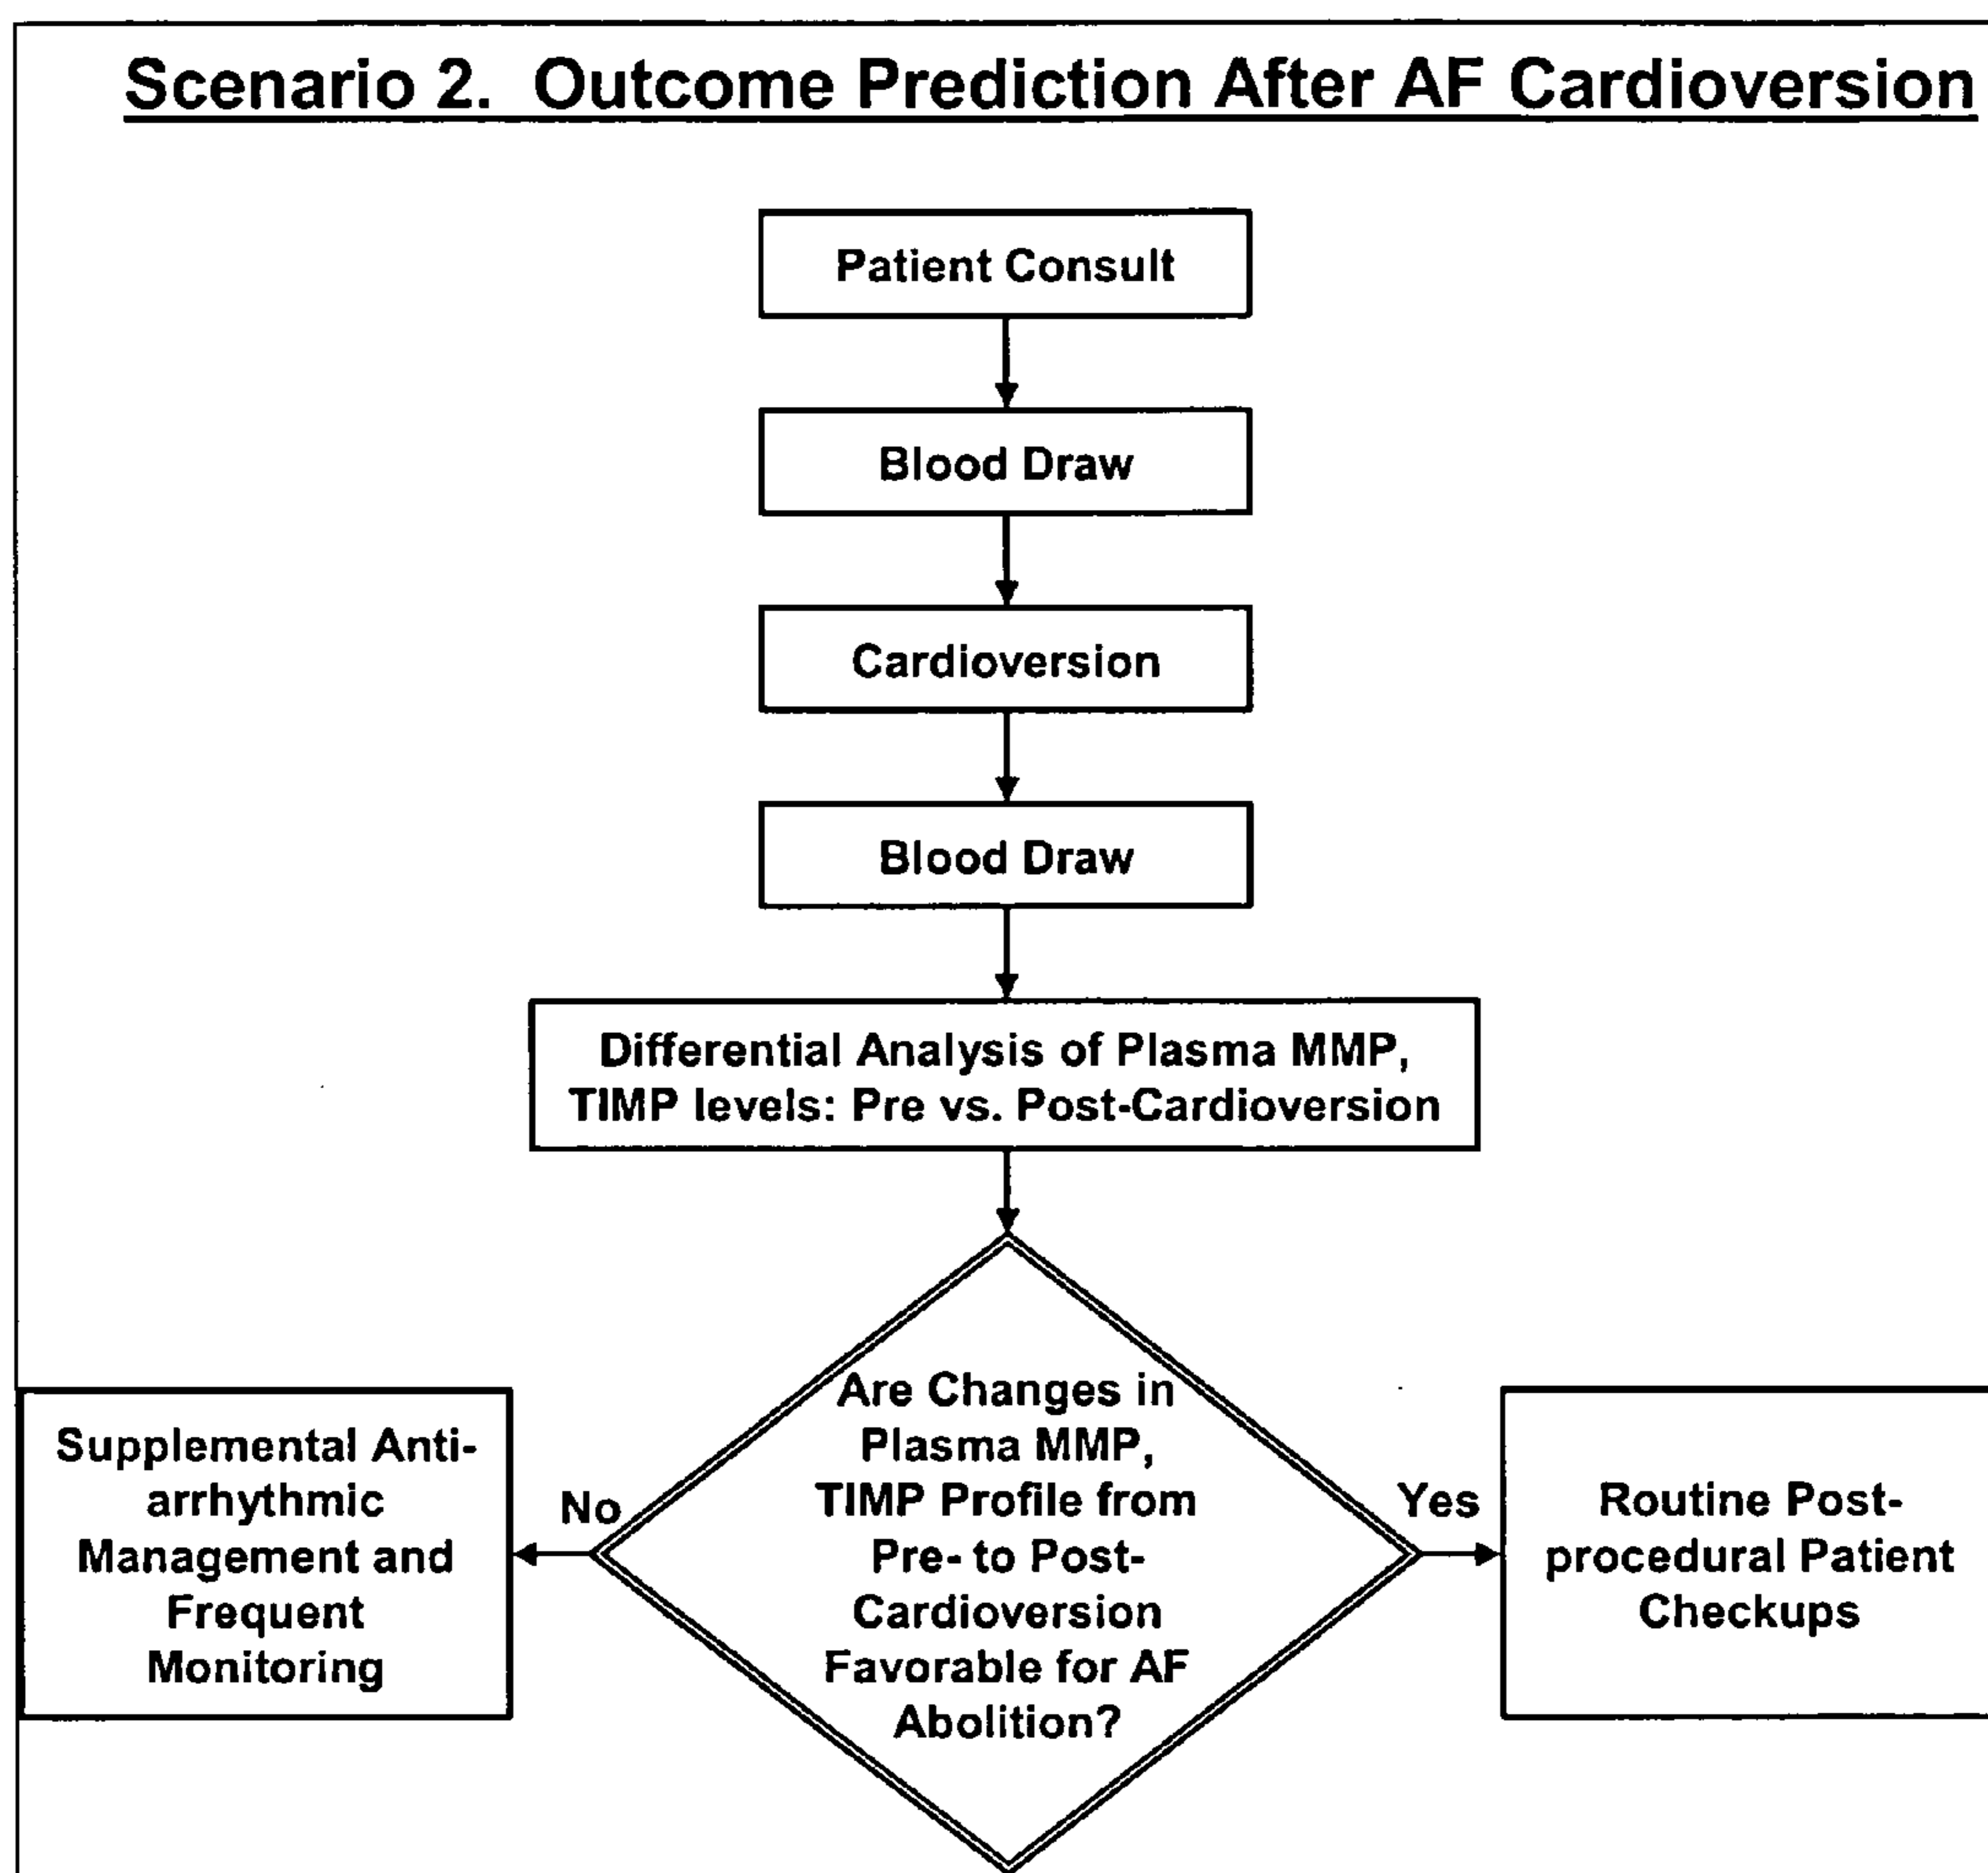 Scenario 2. Outcome Prediction After AF Cardioversion
Patient Consult
Blood Draw
Cardioversion
Blood Draw
Differential Analysis of Plasma MMP,
TIMP levels: Pre vs. Post-Cardioversion
Are Changes in
Plasma MMP,
TIMP Profile from
Pre- to Post-
Cardioversion
Favorable for AF
Abolition?
No
Supplemental Anti-
arrhythmic
Management and
Frequent
Monitoring
Yes
Routine Post-
procedural Patient
Checkups